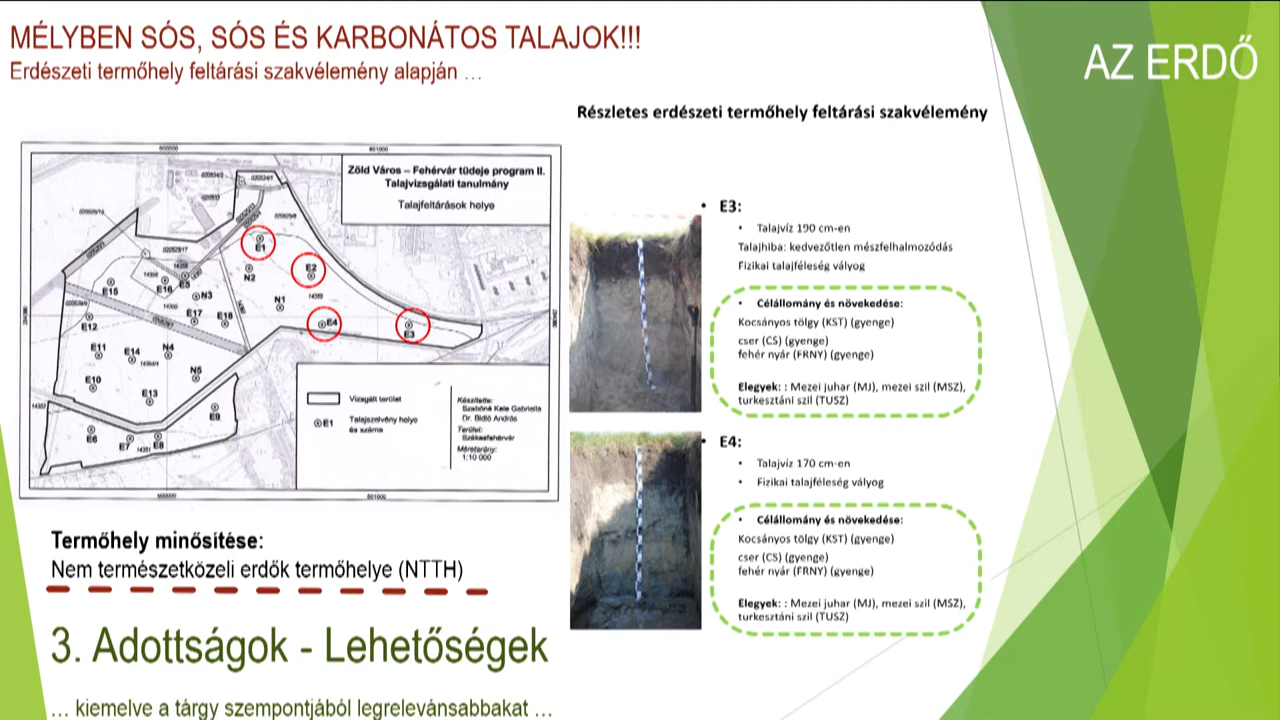 MÉLYBEN SÓS, SÓS ÉS KARBONÁTOS TALAJOK!!!
Erdészeti termőhely feltárási szakvélemény alapján …
AZ ERDŐ
Részletes erdészeti termőhely feltárási szakvélemény
Zöld Város – Fehérvár tüdeje program II.
Talajvizsgálati tanulmány
Talajfeltárások helye
E1
E2
N2
E15
E16
E5
N3
N1
E17
E18
E4
E3
E12
E11
E14
N4
E10
N5
E13
E9
E6
E7
E8
Vizsgált terület
E1
Talajszelvény helye
és száma
Készítette:
Szabóné Kele Gabriella
Dr. Bidló András
Terület:
Székesfehérvár
Méretarány:
1:10 000
• E3:
• Talajvíz 190 cm-en
Talajhiba: kedvezőtlen mészfelhalmozódás
Fizikai talajféleség vályog
• Célállomány és növekedése:
Kocsányos tölgy (KST) (gyenge)
cser (CS) (gyenge)
fehér nyár (FRNY) (gyenge)
Elegyek: : Mezei juhar (MJ), mezei szil (MSZ),
turkesztáni szil (TUSZ)
• E4:
• Talajvíz 170 cm-en
• Fizikai talajféleség vályog
• Célállomány és növekedése:
Kocsányos tölgy (KST) (gyenge)
cser (CS) (gyenge)
fehér nyár (FRNY) (gyenge)
Elegyek: : Mezei juhar (MJ), mezei szil (MSZ),
turkesztáni szil (TUSZ)
Termőhely minősítése:
Nem természetközeli erdők termőhelye (NTTH)
3. Adottságok - Lehetőségek
… kiemelve a tárgy szempontjából legrelevánsabbakat …